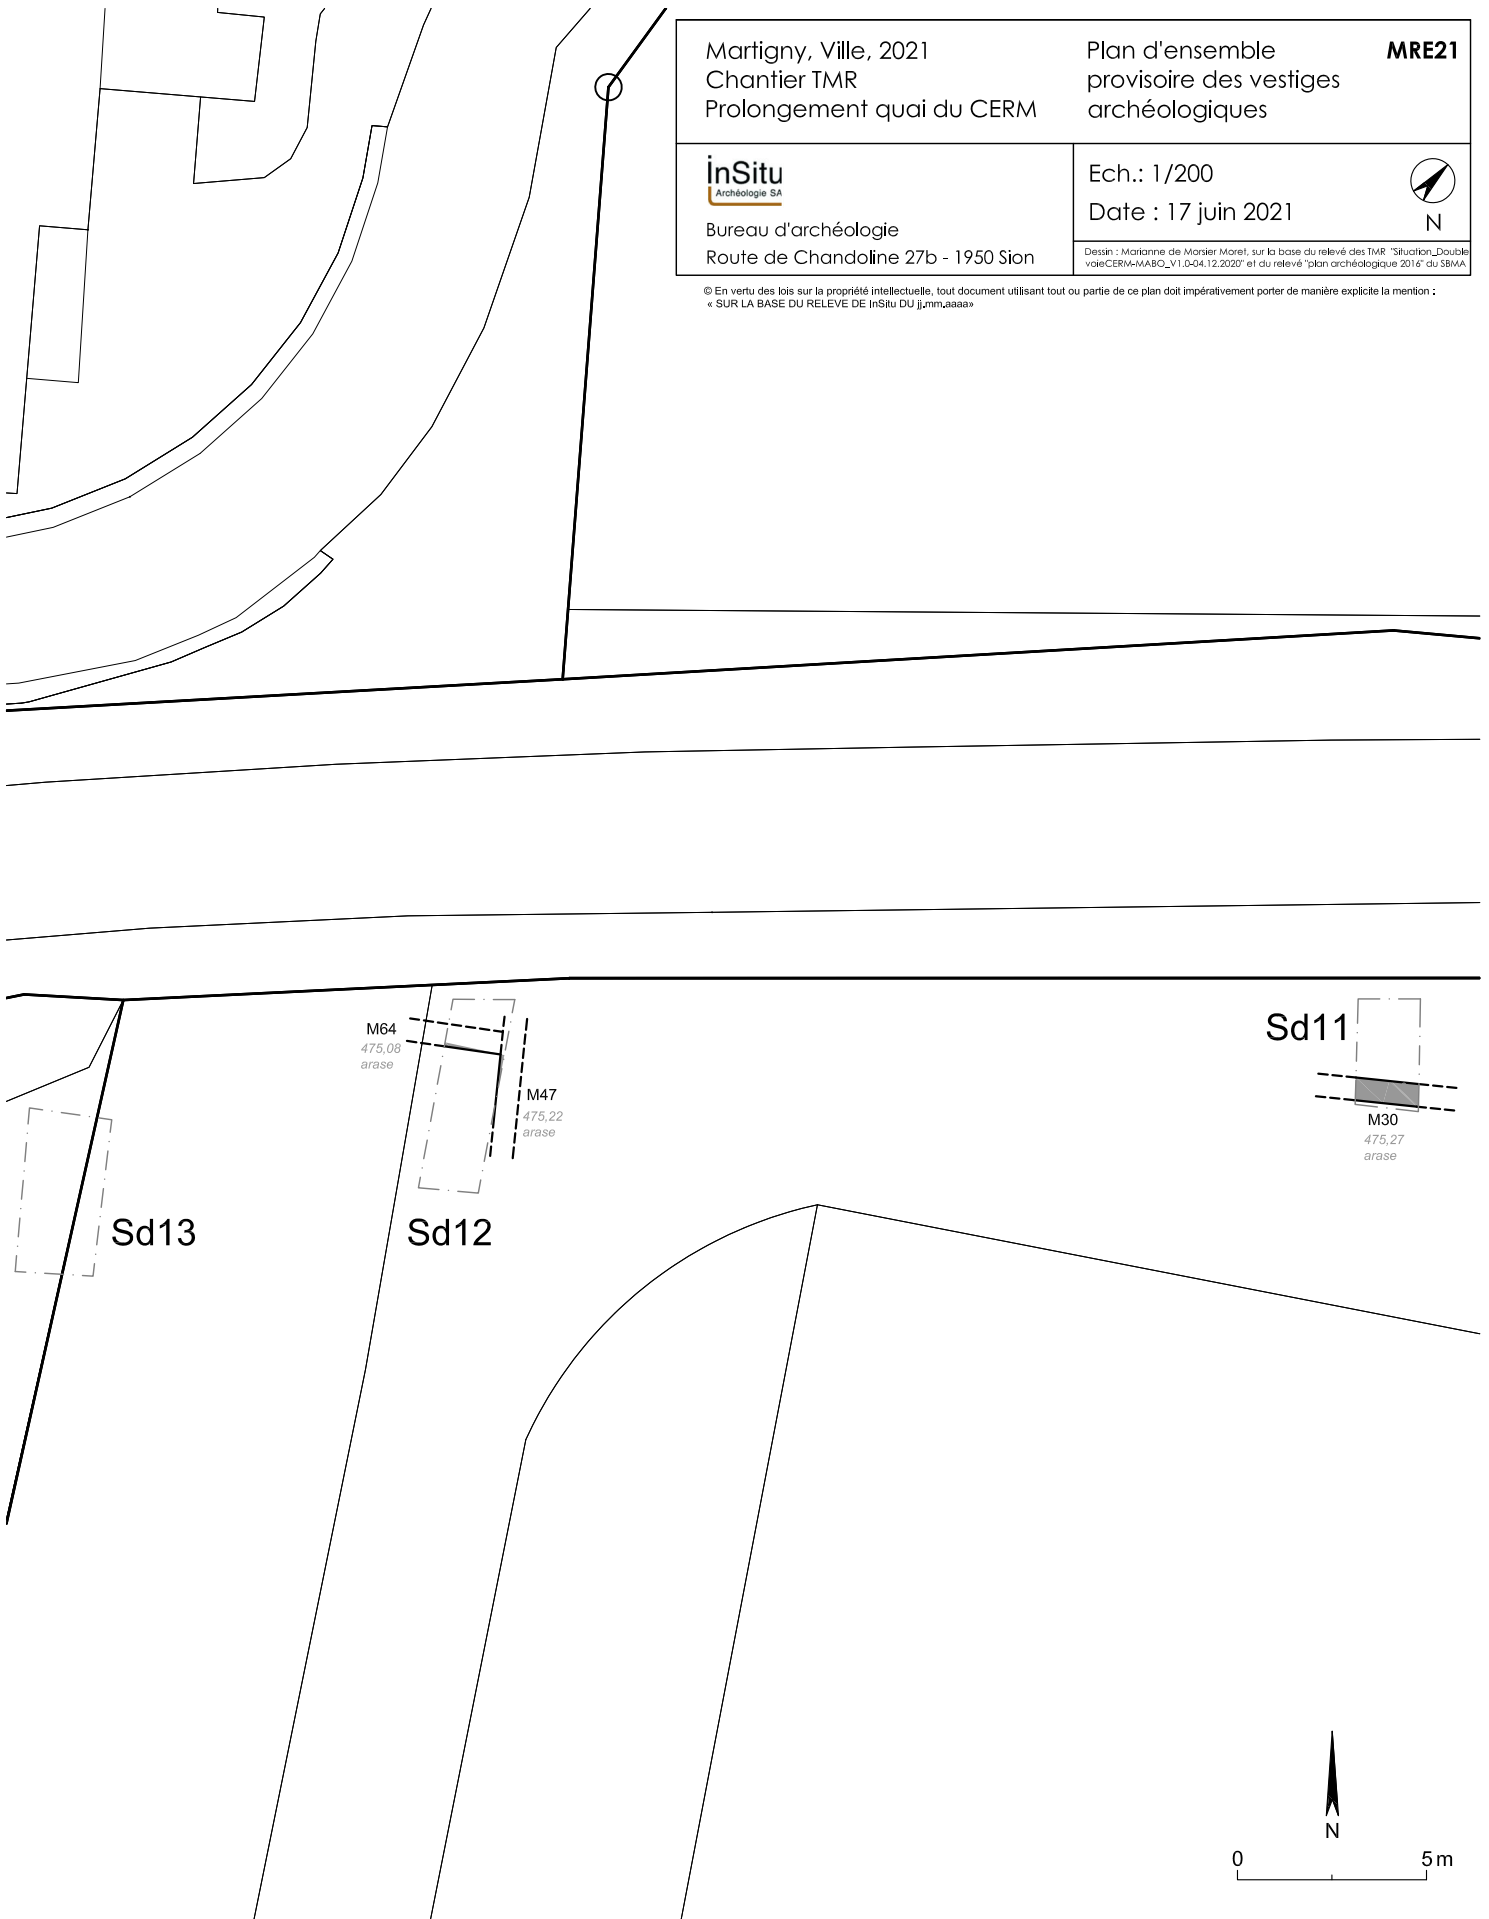 Martigny, Ville, 2021
Chantier TMR
Prolongement quai du CERM
Plan d'ensemble
provisoire des vestiges
archéologiques
MRE21
inSitu
Archéologie SA
Bureau d'archéologie
Route de Chandoline 27b - 1950 Sion
Ech.: 1/200
Date : 17 juin 2021
N
Dessin : Marianne de Morsier Moret, sur la base du relevé des TMR "Situation_Double
voieCERM-MABO_V1.0-04.12.2020" et du relevé "plan archéologique 2016" du SBMA
© En vertu des lois sur la propriété intellectuelle, tout document utilisant tout ou partie de ce plan doit impérativement porter de manière explicite la mention :
« SUR LA BASE DU RELEVE DE InSitu DU jj.mm.aaaa»
M64
475,08
arase
M47
475,22
arase
Sd11
M30
475,27
arase
Sd13
Sd12
N
0 5 m